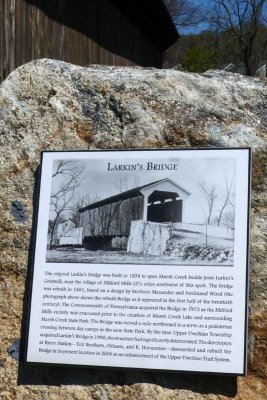 LARKIN'S BRIDGE
The original Larkin's Bridge was built in 1854 to span Marsh Creek beside Jesse Larkin's
Gristmill, near the village of Milford Mills (2½ miles southwest of this spot). The Bridge
was rebuilt in 1881, based on a design by brothers Menander and Ferdinand Wood (the
photograph above shows the rebuilt Bridge as it appeared in the first half of the twentieth
century). The Commonwealth of Pennsylvania acquired the Bridge in 1972 as the Milford
Mills vicinity was evacuated prior to the creation of Marsh Creek Lake and surrounding
Marsh Creek State Park. The Bridge was moved a mile northwest to serve as a pedestrian
crossing between day camps in the new State Park. By the time Upper Uwchlan Township
acquired Larkin's Bridge in 1998, the structure had significantly deteriorated. The developers
at Byers Station - Toll Brothers, Orleans, and K. Hovnanian - dismantled and rebuilt the
Bridge in its present location in 2006 as an enhancement of the Upper Uwchlan Trail System.